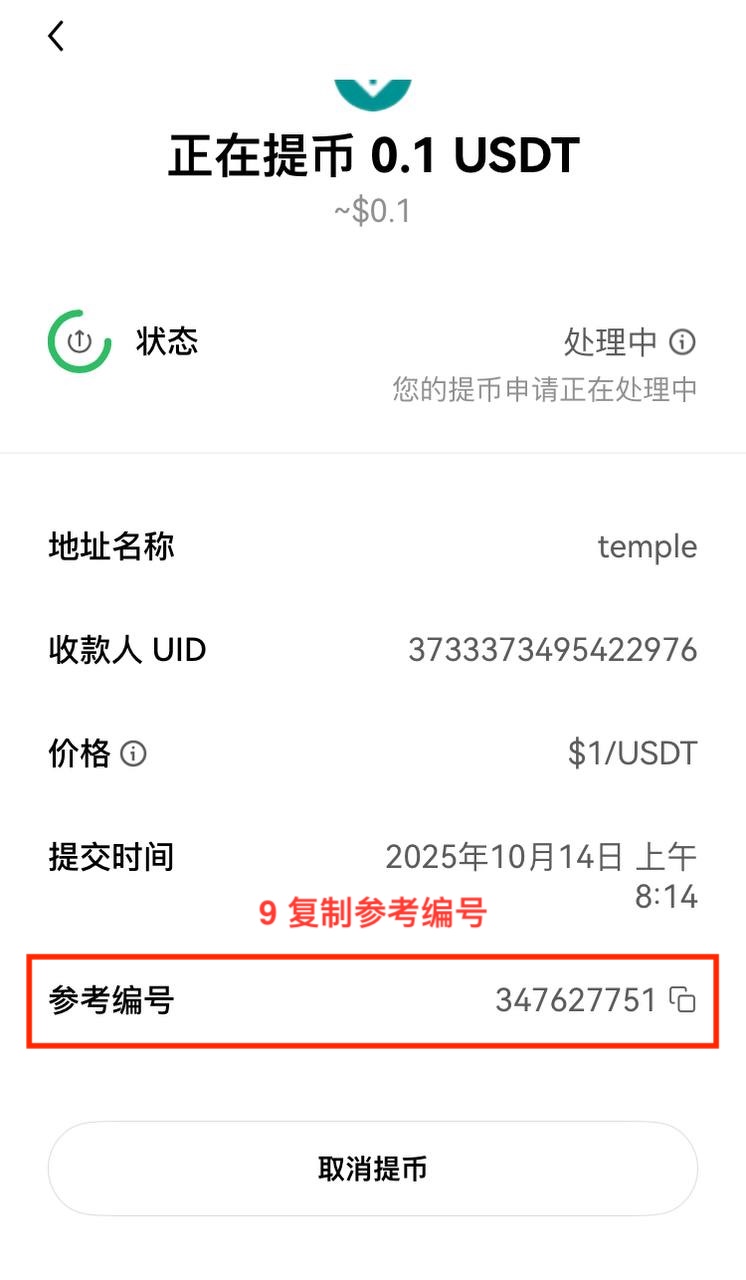 正在提币 0.1 USDT
~$0.1
状态 处理中
您的提币申请正在处理中
地址名称 temple
收款人 UID 3733373495422976
价格 $1/USDT
提交时间 2025年10月14日 上午
8:14
9 复制参考编号
参考编号 347627751
取消提币